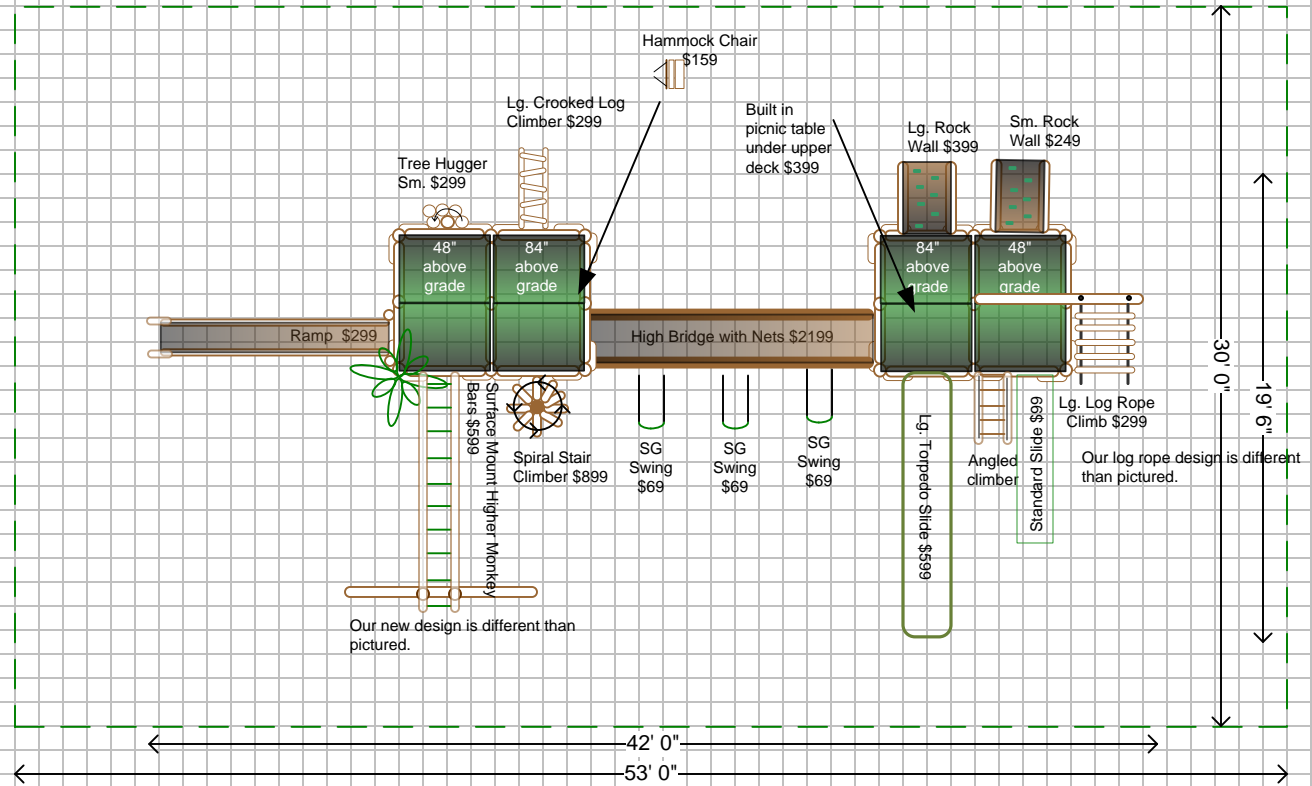 Hammock Chair
$159
Lg. Crooked Log
Climber $299
Built in
picnic table
under upper
deck $399
Lg. Rock
Wall $399
Sm. Rock
Wall $249
Tree Hugger
Sm. $299
48"
above
grade
84"
above
grade
84"
above
grade
48"
above
grade
Ramp $299
High Bridge with Nets $2199
30' 0"
19' 6"
Surface Mount Higher Monkey
Bars $599
Spiral Stair
Climber $899
SG
Swing
$69
SG
Swing
$69
SG
Swing
$69
Lg. Torpedo Slide $599
Angled
climber
Standard Slide $99
Lg. Log Rope
Climb $299
Our log rope design is different
than pictured.
Our new design is different than
pictured.
42' 0"
53' 0"